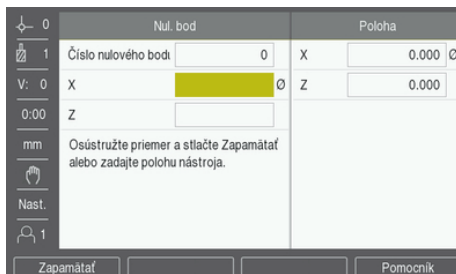 0
Nul. bod
Poloha
1
Číslo nulového bodu
0
X
0.000 Ø
V: 0
X
Ø
Z
0.000
0:00
Z
mm
Osústružte priemer a stlačte Zapamätať
alebo zadajte polohu nástroja.
Nast.
1
Zapamätať
Pomocník